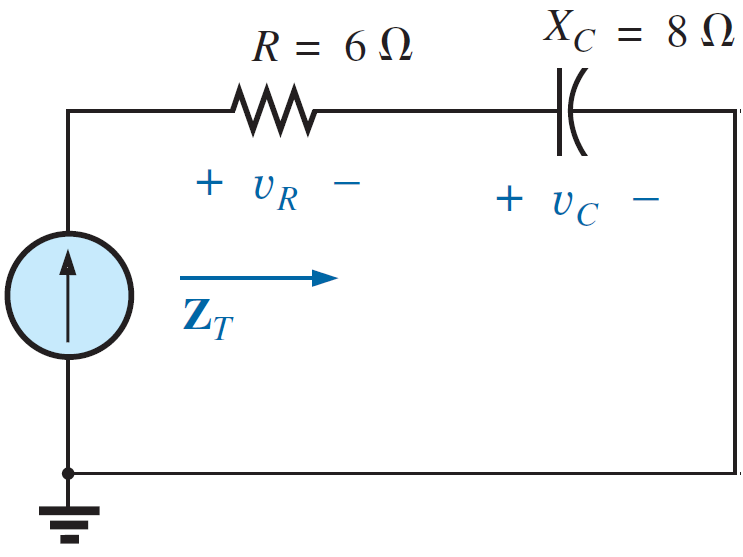 R = 6 Ω
X_C = 8 Ω
+ v_R −
+ v_C −
Z_T